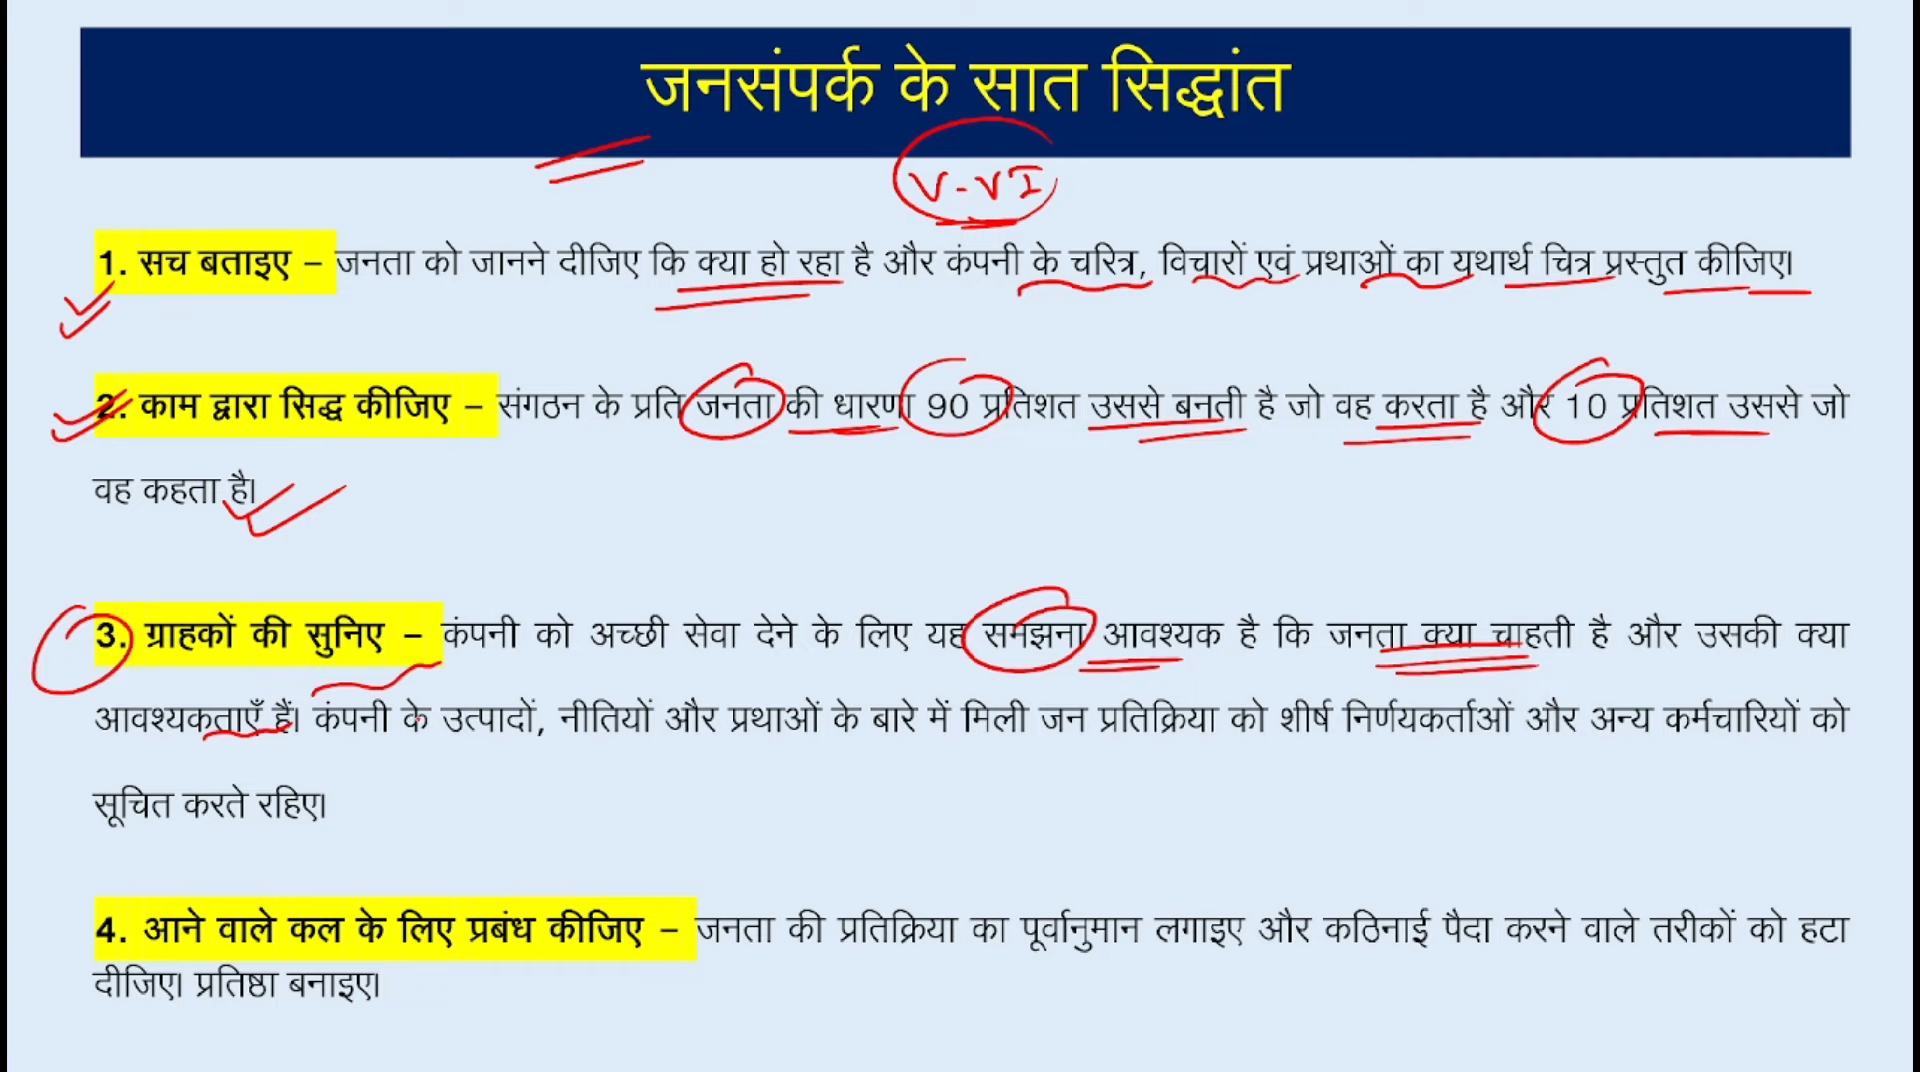 जनसंपर्क के सात सिद्धांत
V-VI
1. सच बताइए – जनता को जानने दीजिए कि क्या हो रहा है और कंपनी के चरित्र, विचारों एवं प्रथाओं का यथार्थ चित्र प्रस्तुत कीजिए।
2. काम द्वारा सिद्ध कीजिए – संगठन के प्रति जनता की धारणा 90 प्रतिशत उससे बनती है जो वह करता है और 10 प्रतिशत उससे जो
वह कहता है।
3. ग्राहकों की सुनिए – कंपनी को अच्छी सेवा देने के लिए यह समझना आवश्यक है कि जनता क्या चाहती है और उसकी क्या
आवश्यकताएँ हैं। कंपनी के उत्पादों, नीतियों और प्रथाओं के बारे में मिली जन प्रतिक्रिया को शीर्ष निर्णयकर्ताओं और अन्य कर्मचारियों को
सूचित करते रहिए।
4. आने वाले कल के लिए प्रबंध कीजिए – जनता की प्रतिक्रिया का पूर्वानुमान लगाइए और कठिनाई पैदा करने वाले तरीकों को हटा
दीजिए। प्रतिष्ठा बनाइए।